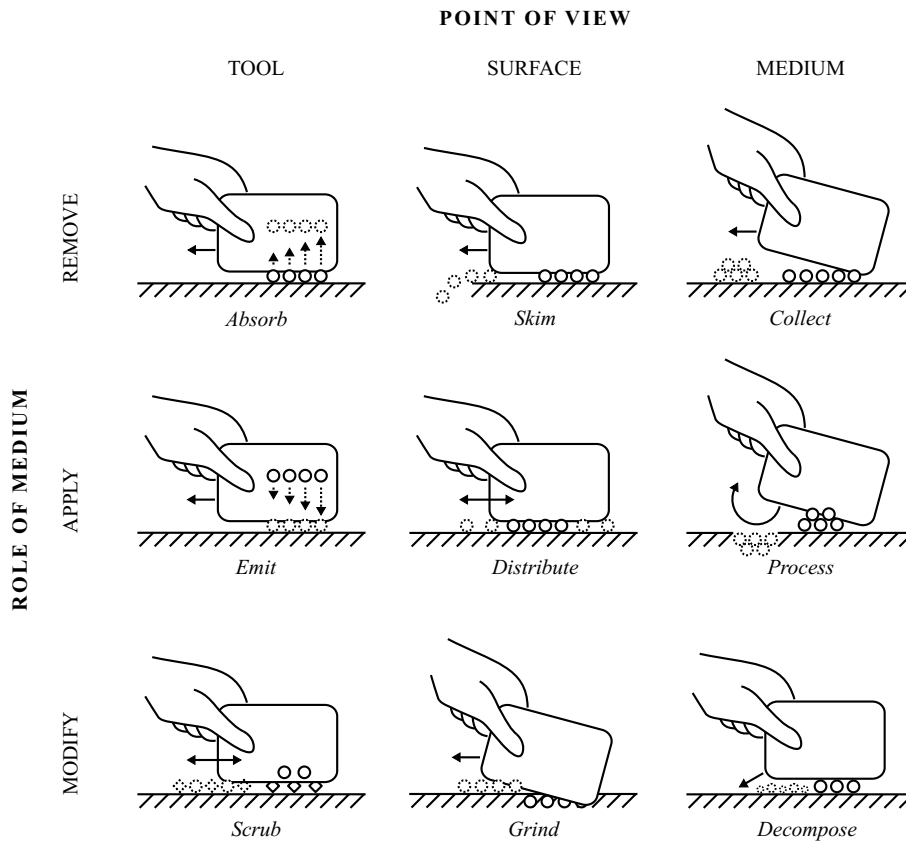 POINT OF VIEW
TOOL SURFACE MEDIUM
ROLE OF MEDIUM
REMOVE
Absorb Skim Collect
APPLY
Emit Distribute Process
MODIFY
Scrub Grind Decompose